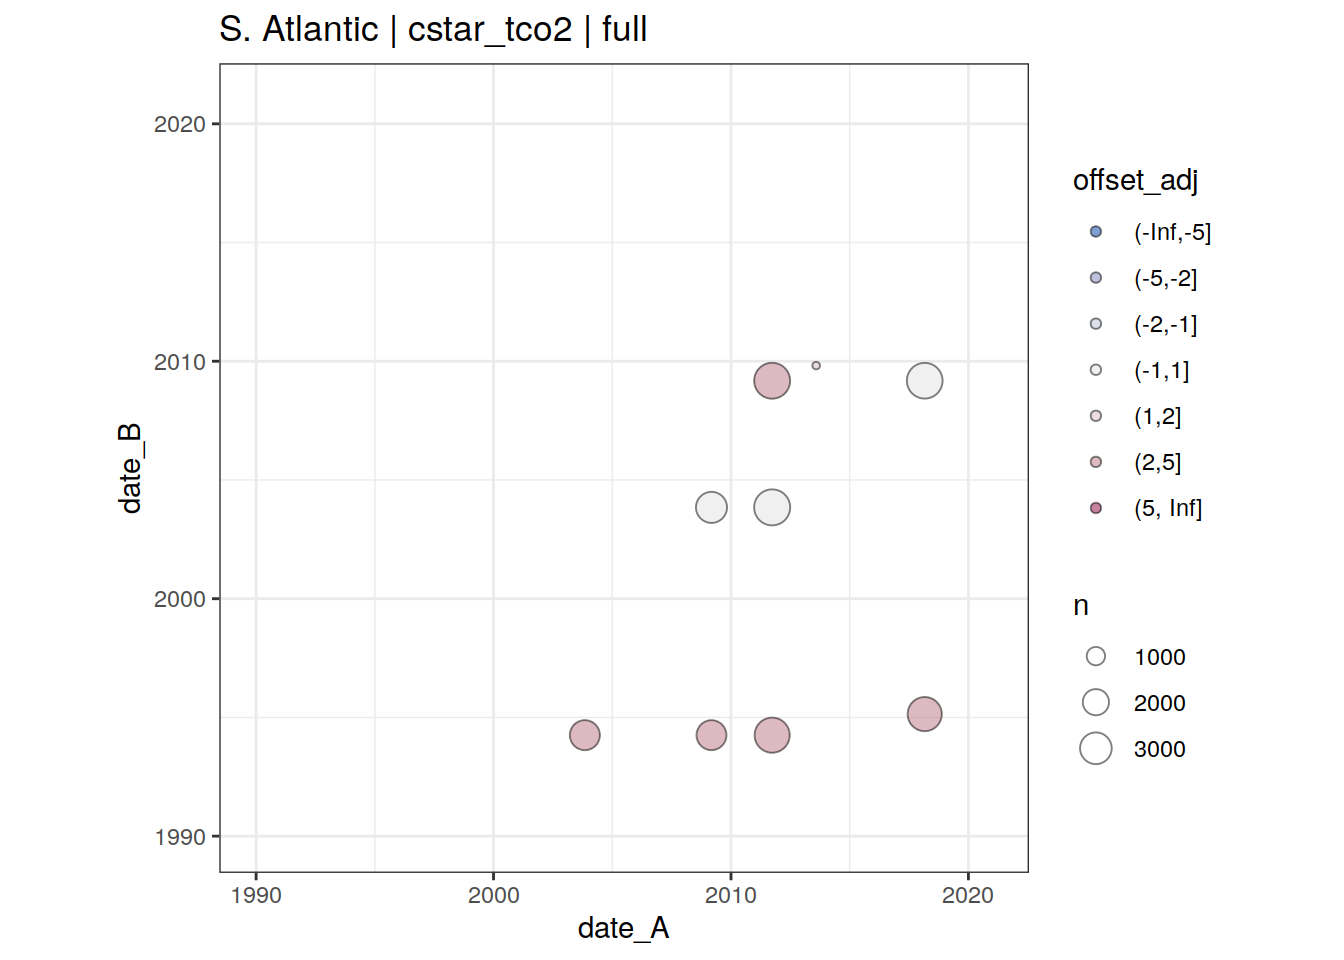 S. Atlantic | cstar_tco2 | full
2020
2010
2000
1990
date_B
1990 2000 2010 2020
date_A
offset_adj
(-Inf,-5]
(-5,-2]
(-2,-1]
(-1,1]
(1,2]
(2,5]
(5, Inf]
n
1000
2000
3000